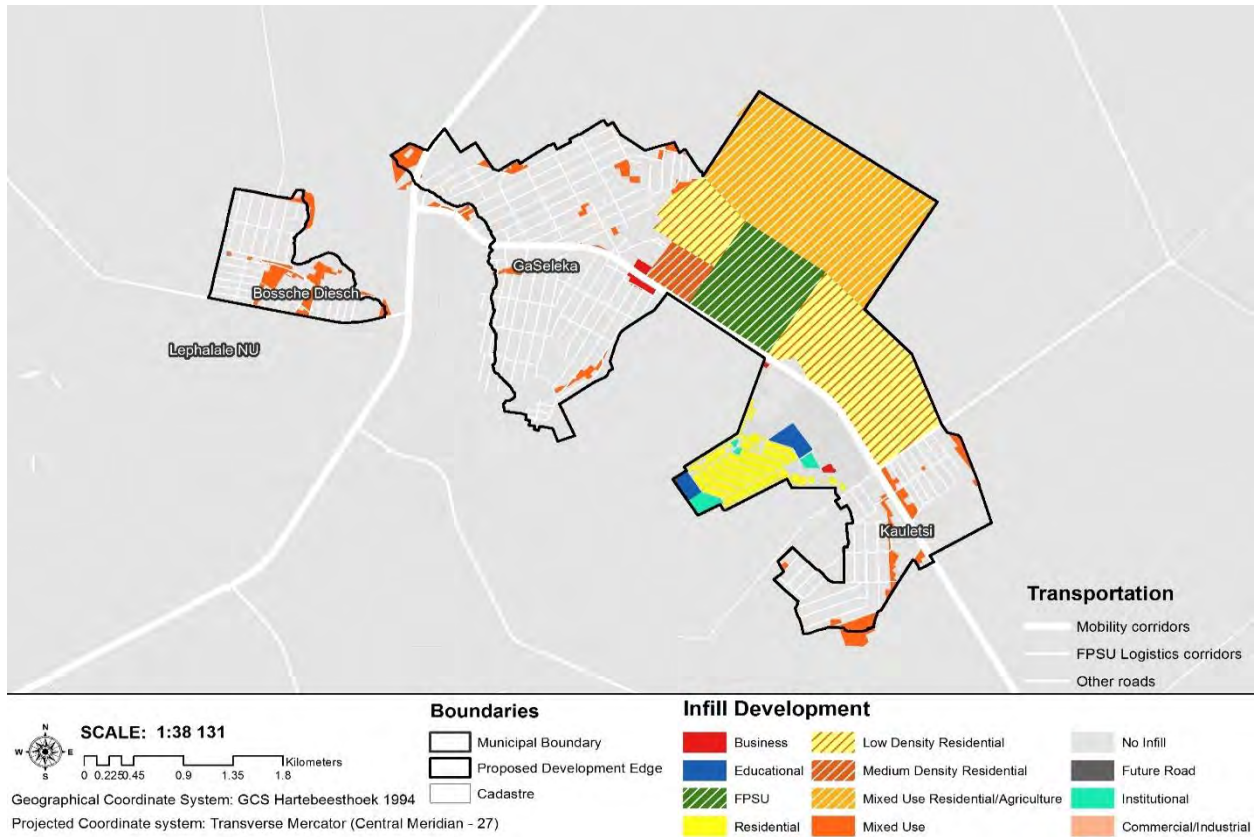 GaSeleka
Bossche Diesch
Lephalale NU
Kauletsi
Transportation
Mobility corridors
FPSU Logistics corridors
Other roads
N
W E
S
SCALE: 1:38 131
Kilometers
0 0.2250.45 0.9 1.35 1.8
Geographical Coordinate System: GCS Hartebeesthoek 1994
Projected Coordinate system: Transverse Mercator (Central Meridian - 27)
Boundaries
Municipal Boundary
Proposed Development Edge
Cadastre
Infill Development
Business
Educational
FPSU
Residential
Low Density Residential
Medium Density Residential
Mixed Use Residential/Agriculture
Mixed Use
No Infill
Future Road
Institutional
Commercial/Industrial